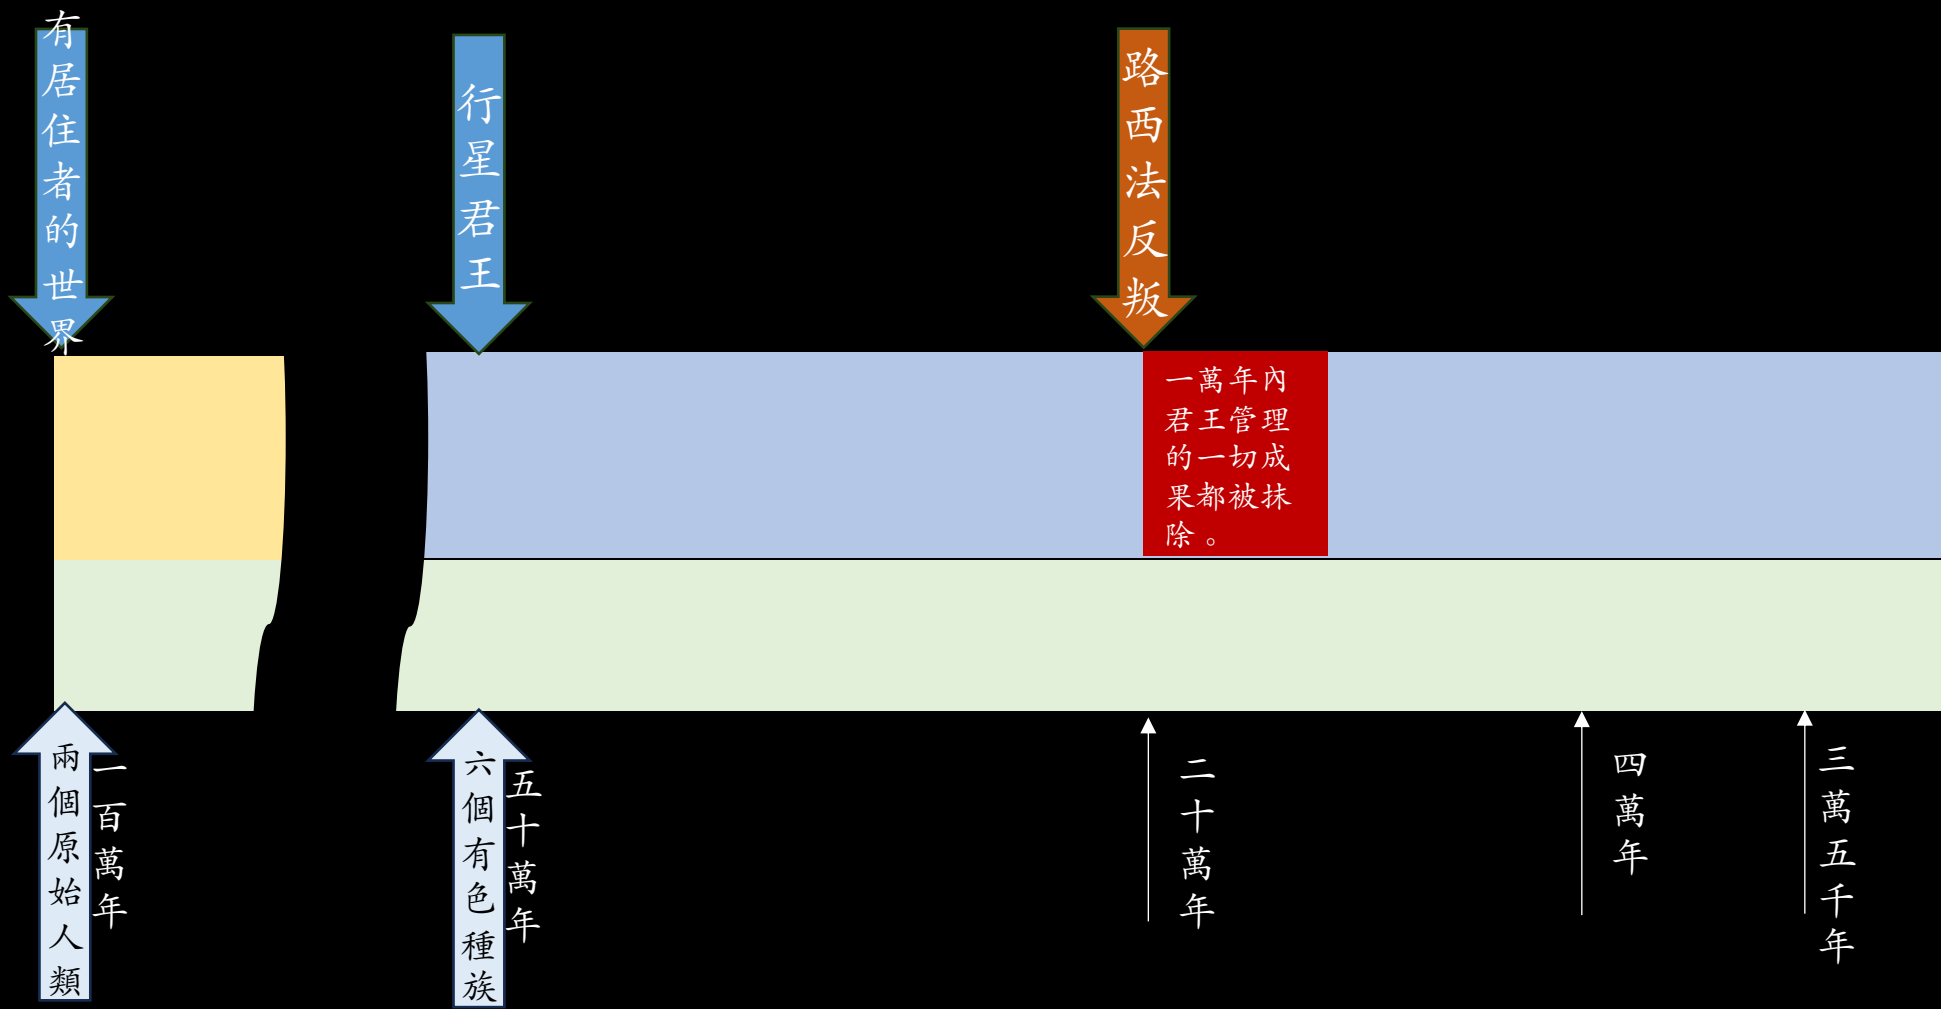 有居住者的世界
行星君王
路西法反叛
一萬年內
君王管理
的一切成
果都被抹
除。
兩個原始人類
一百萬年
六個有色種族
五十萬年
二十萬年
四萬年
三萬五千年